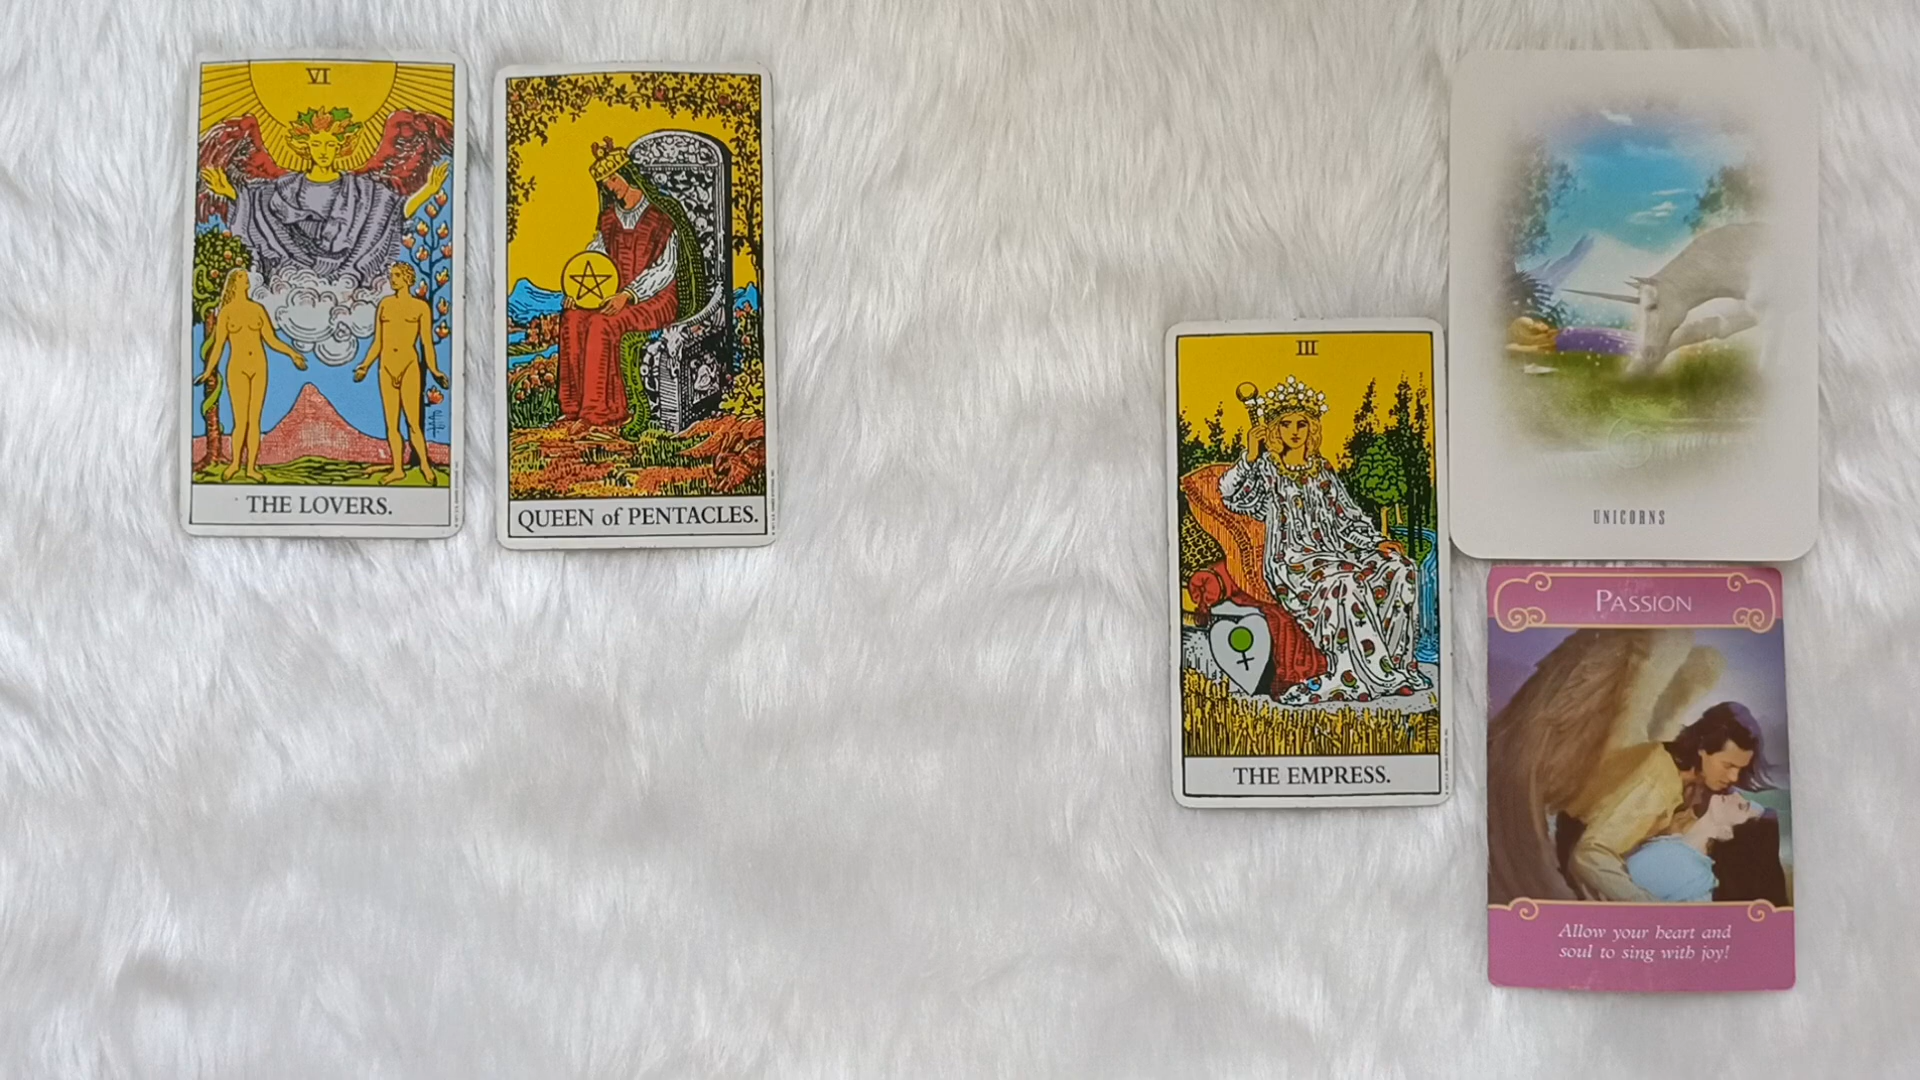 VI
THE LOVERS.
QUEEN of PENTACLES.
III
THE EMPRESS.
UNICORNS
PASSION
Allow your heart and
soul to sing with joy!